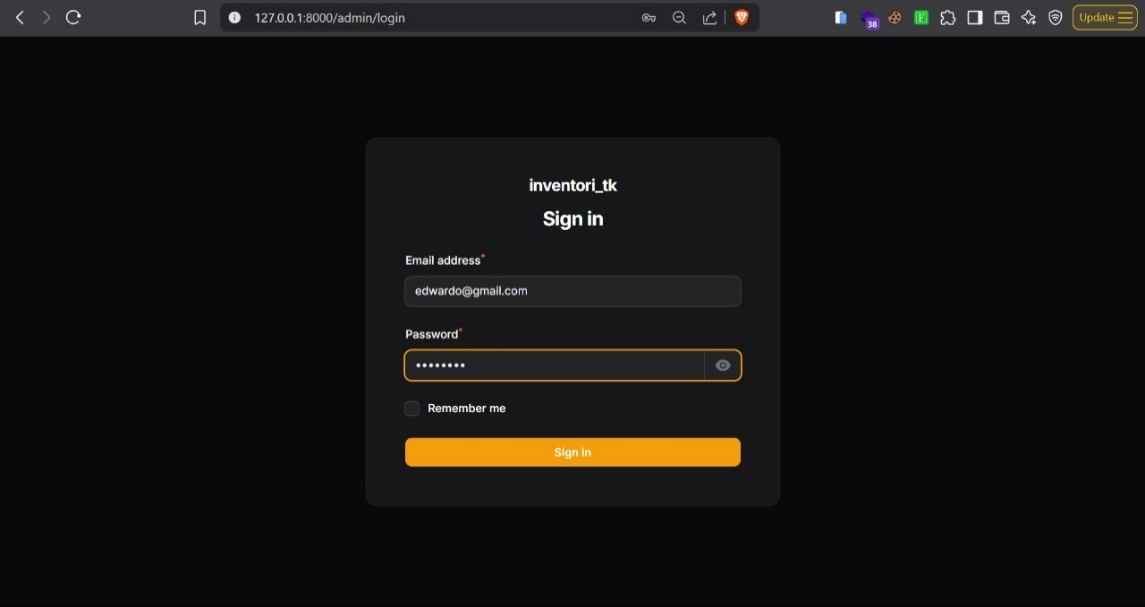 127.0.0.1:8000/admin/login
38
Update
inventori_tk
Sign in
Email address*
edwardo@gmail.com
Password*
••••••••
Remember me
Sign in